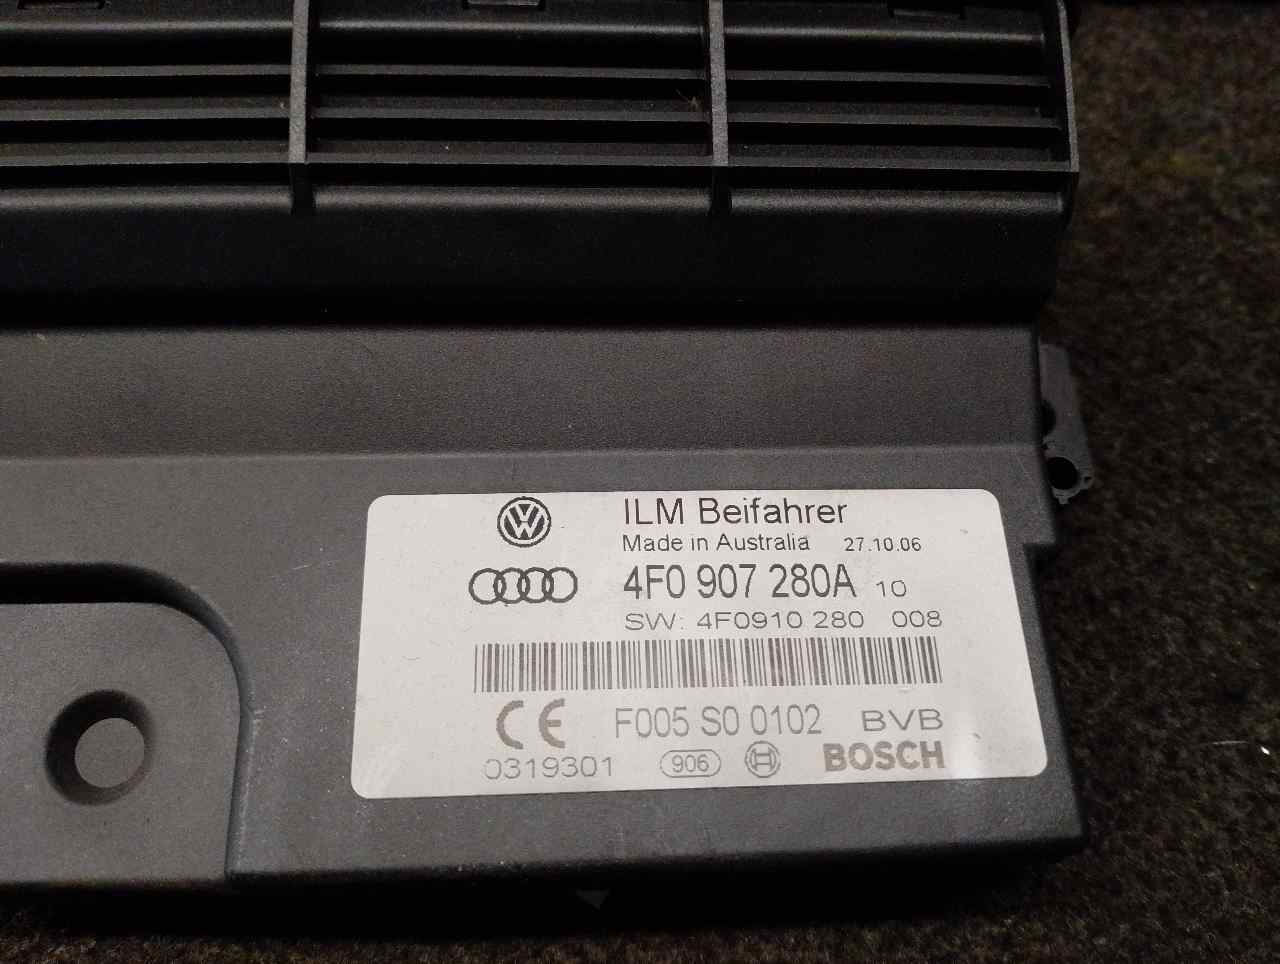 ILM Beifahrer
Made in Australia 27.10.06
4F0 907 280A 10
SW: 4F0910 280 008
CE F005 S0 0102 BVB
0319301 906 BOSCH